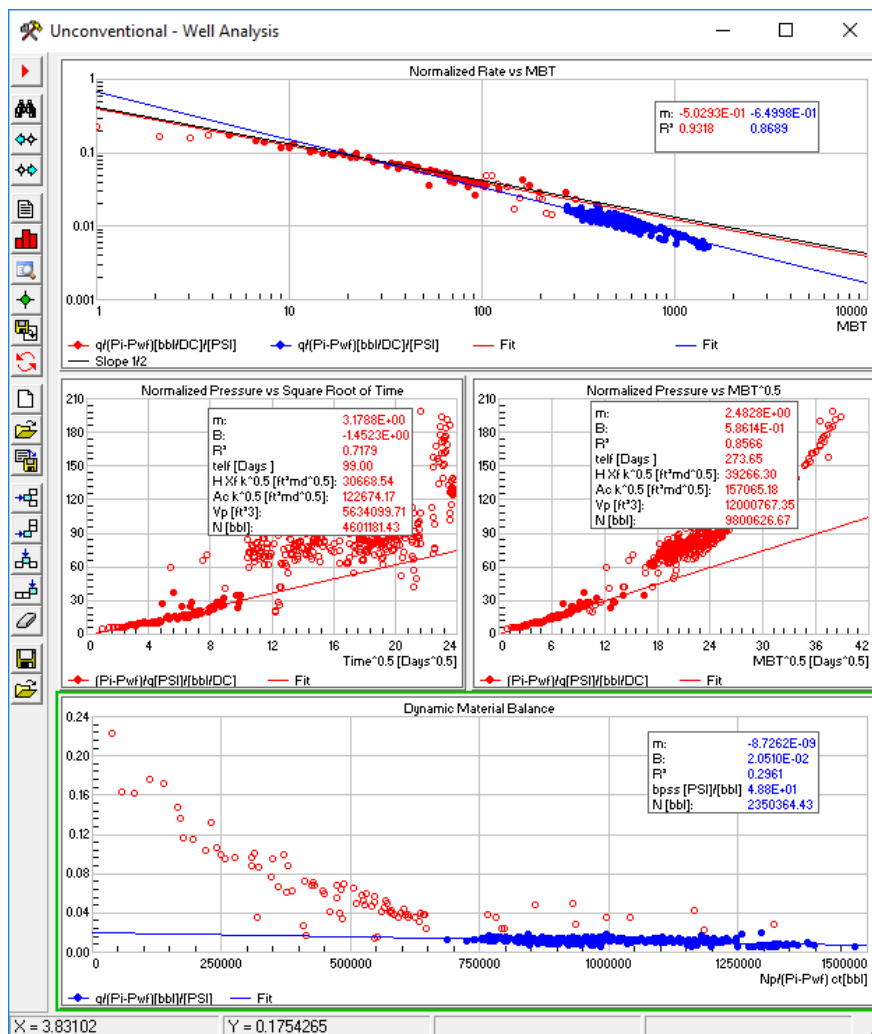 Unconventional - Well Analysis
Normalized Rate vs MBT
1
0.1
0.01
0.001
m: -5.0293E-01 -6.4998E-01
R² 0.9318 0.8689
1 10 100 1000 10000
MBT
q/(Pi-Pwf)[bbl/DC]/[PSI] q/(Pi-Pwf)[bbl/DC]/[PSI] Fit Fit
Slope 1/2
Normalized Pressure vs Square Root of Time
210
180
150
120
90
60
30
0
m: 3.1788E+00
B: -1.4523E+00
R² 0.7179
telf [Days ] 99.00
H Xf k^0.5 [ft²md^0.5]: 30668.54
Ac k^0.5 [ft²md^0.5]: 122674.17
Vp [ft^3] 5634099.71
N [bbl]: 4601181.43
0 4 8 12 16 20 24
Time^0.5 [Days^0.5]
(Pi-Pwf)/q[PSI]/[bbl/DC] Fit
Normalized Pressure vs MBT^0.5
210
180
150
120
90
60
30
0
m: 2.4828E+00
B: 5.8614E-01
R² 0.8566
telf [Days ] 273.65
H Xf k^0.5 [ft²md^0.5]: 39266.30
Ac k^0.5 [ft²md^0.5]: 157065.18
Vp [ft^3] 12000767.35
N [bbl]: 9800626.67
0 6 12 18 24 30 36 42
MBT^0.5 [Days^0.5]
(Pi-Pwf)/q[PSI]/[bbl/DC] Fit
Dynamic Material Balance
0.24
0.20
0.16
0.12
0.08
0.04
0.00
m: -8.7262E-09
B: 2.0510E-02
R² 0.2961
bpss [PSI]/[bbl] 4.88E+01
N [bbl]: 2350364.43
0 250000 500000 750000 1000000 1250000 1500000
Np/(Pi-Pwf) ct[bbl]
q/(Pi-Pwf)[bbl]/[PSI] Fit
X = 3.83102 Y = 0.1754265